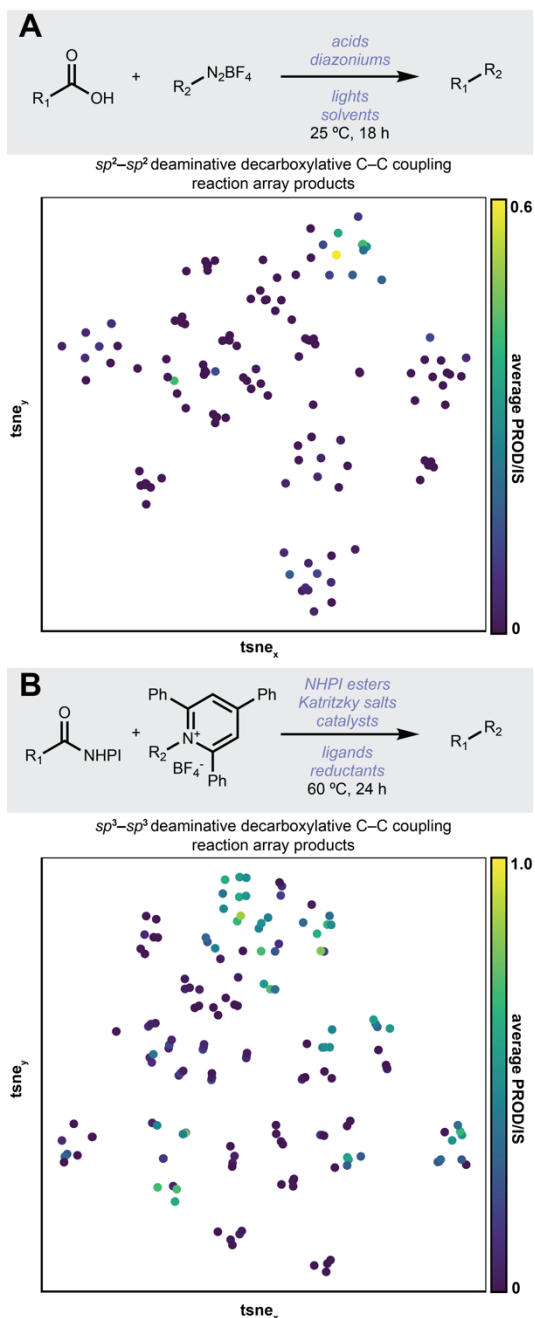 A
O
R₁
OH
+
R₂
N₂BF₄
acids
diazoniums
lights
solvents
25 ºC, 18 h
R₁
R₂
sp²–sp² deaminative decarboxylative C–C coupling
reaction array products
0.6
average PROD/IS
0
tsneᵧ
tsneₓ
B
O
R₁
NHPI
+
Ph
Ph
N⁺
R₂
BF₄⁻
Ph
NHPI esters
Katritzky salts
catalysts
ligands
reductants
60 ºC, 24 h
R₁
R₂
sp³–sp³ deaminative decarboxylative C–C coupling
reaction array products
1.0
average PROD/IS
0
tsneᵧ
tsneₓ